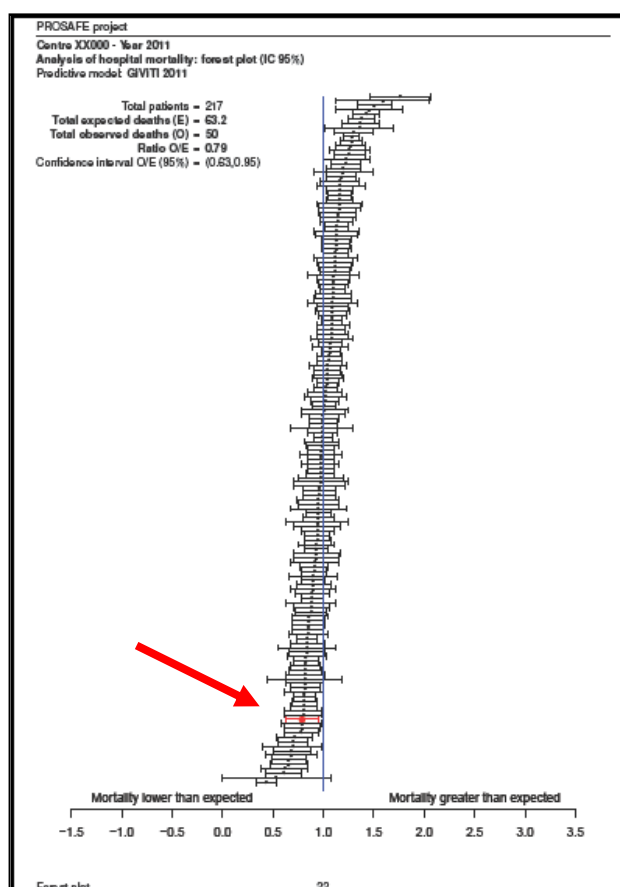 PROSAFE project
Centre XX000 - Year 2011
Analysis of hospital mortality: forest plot (IC 95%)
Predictive model: GIVITI 2011
Total patients = 217
Total expected deaths (E) = 63.2
Total observed deaths (O) = 50
Ratio O/E = 0.79
Confidence interval O/E (95%) = (0.63,0.95)
Mortality lower than expected Mortality greater than expected
−1.5 −1.0 −0.5 0.0 0.5 1.0 1.5 2.0 2.5 3.0 3.5
Forest plot 22